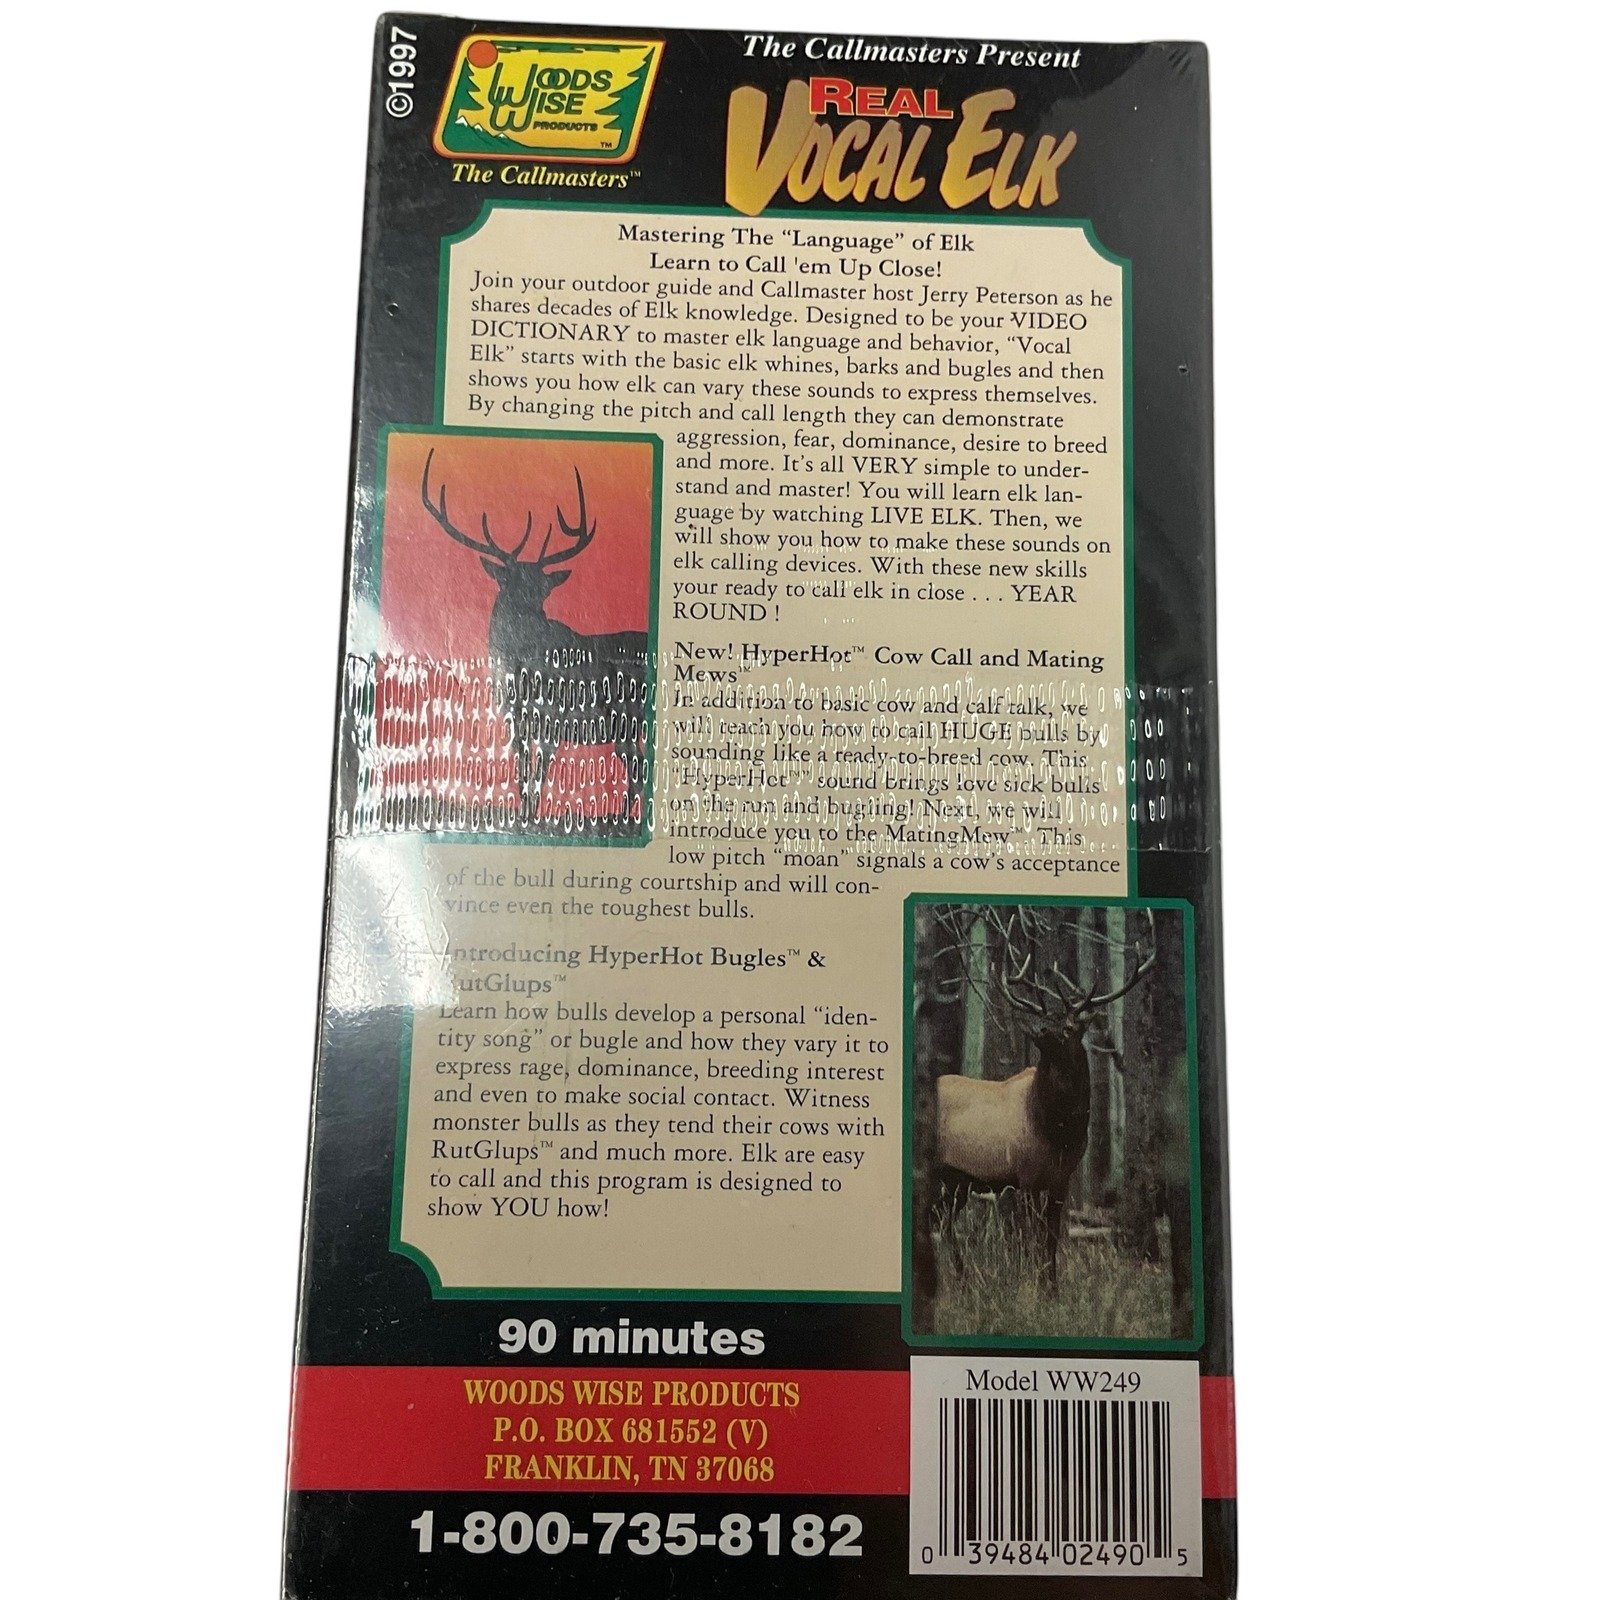 ©1997
WOODS
WISE
PRODUCTS
TM
The Callmasters™
The Callmasters Present
REAL
VOCAL ELK
Mastering The “Language” of Elk
Learn to Call 'em Up Close!
Join your outdoor guide and Callmaster host Jerry Peterson as he
shares decades of Elk knowledge. Designed to be your VIDEO
DICTIONARY to master elk language and behavior, “Vocal
Elk” starts with the basic elk whines, barks and bugles and then
shows you how elk can vary these sounds to express themselves.
By changing the pitch and call length they can demonstrate
aggression, fear, dominance, desire to breed
and more. It's all VERY simple to under-
stand and master! You will learn elk lan-
guage by watching LIVE ELK. Then, we
will show you how to make these sounds on
elk calling devices. With these new skills
your ready to call elk in close . . . YEAR
ROUND !
New! HyperHot™ Cow Call and Mating
Mews™
In addition to basic cow and calf talk, we
will teach you how to call HUGE bulls by
sounding like a ready-to-breed cow. This
“HyperHot™” sound brings love sick bulls
on the run and bugling! Next, we will
introduce you to the MatingMew™. This
low pitch “moan” signals a cow's acceptance
of the bull during courtship and will con-
vince even the toughest bulls.
Introducing HyperHot Bugles™ &
RutGlups™
Learn how bulls develop a personal “iden-
tity song” or bugle and how they vary it to
express rage, dominance, breeding interest
and even to make social contact. Witness
monster bulls as they tend their cows with
RutGlups™ and much more. Elk are easy
to call and this program is designed to
show YOU how!
90 minutes
WOODS WISE PRODUCTS
P.O. BOX 681552 (V)
FRANKLIN, TN 37068
1-800-735-8182
Model WW249
0 39484 02490 5